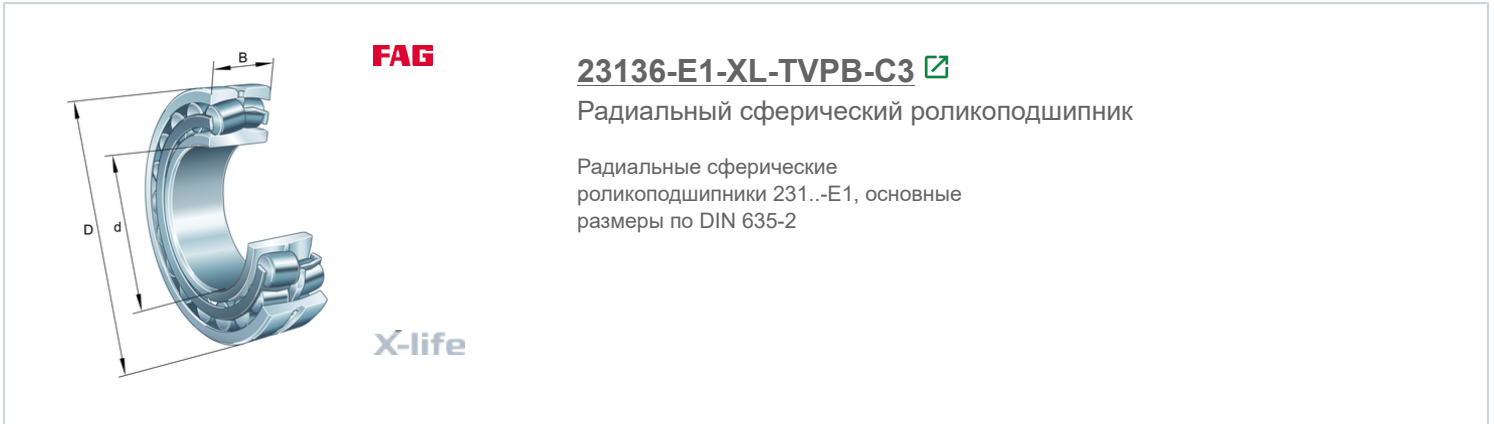 B
D
d
FAG
X-life
23136-E1-XL-TVPB-C3
Радиальный сферический роликоподшипник
Радиальные сферические
роликоподшипники 231..-E1, основные
размеры по DIN 635-2